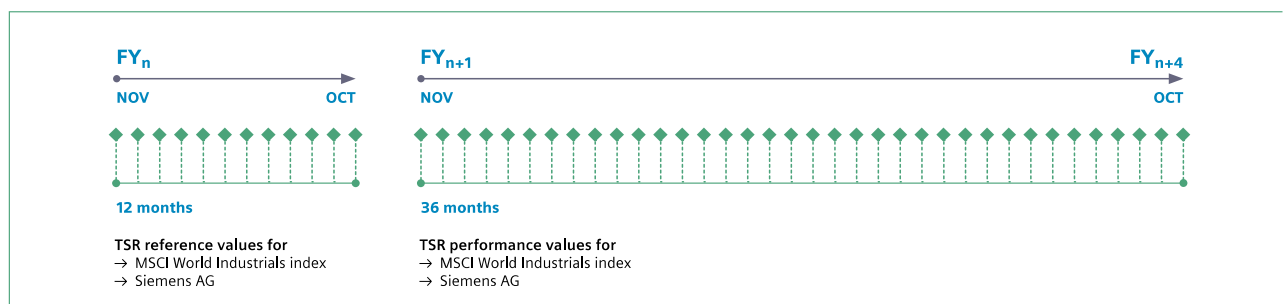 FYn
NOV OCT
12 months
TSR reference values for
→ MSCI World Industrials index
→ Siemens AG
FYn+1 FYn+4
NOV OCT
36 months
TSR performance values for
→ MSCI World Industrials index
→ Siemens AG